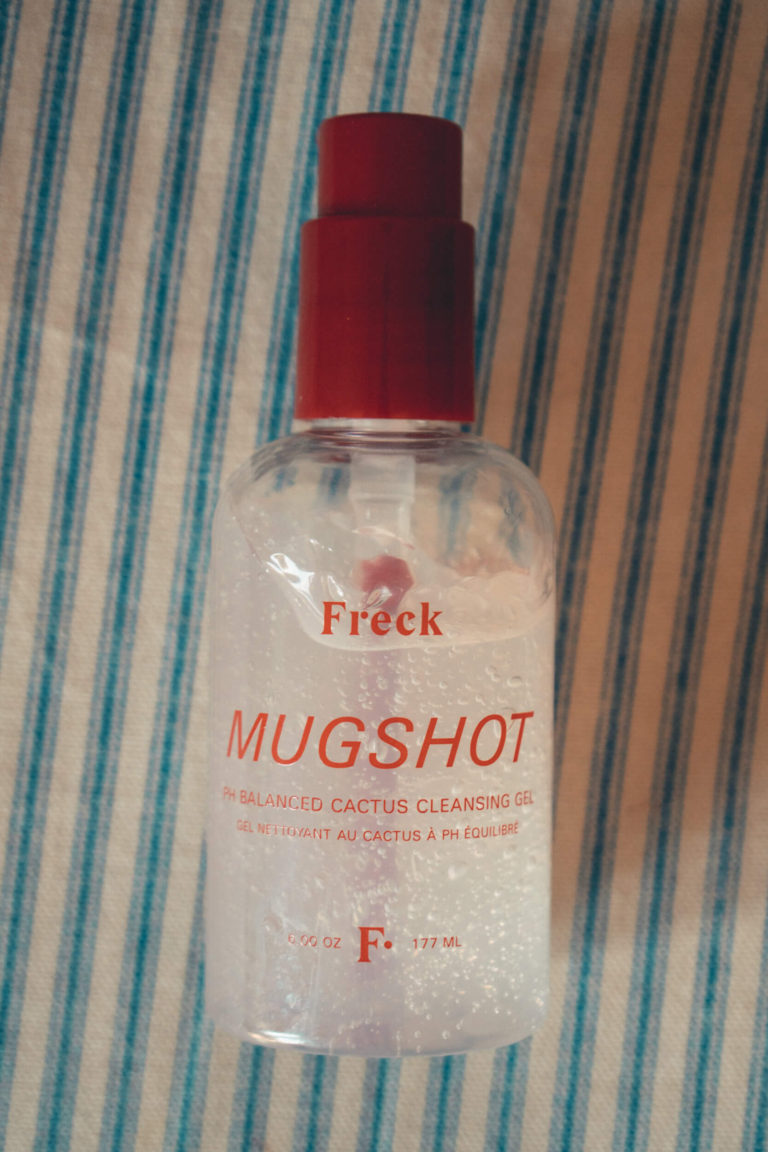 Freck
MUGSHOT
PH BALANCED CACTUS CLEANSING GEL
GEL NETTOYANT AU CACTUS À PH ÉQUILIBRÉ
6.00 OZ F. 177 ML